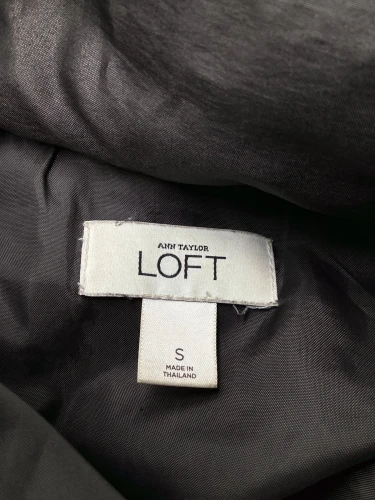 ANN TAYLOR
LOFT
S
MADE IN
THAILAND